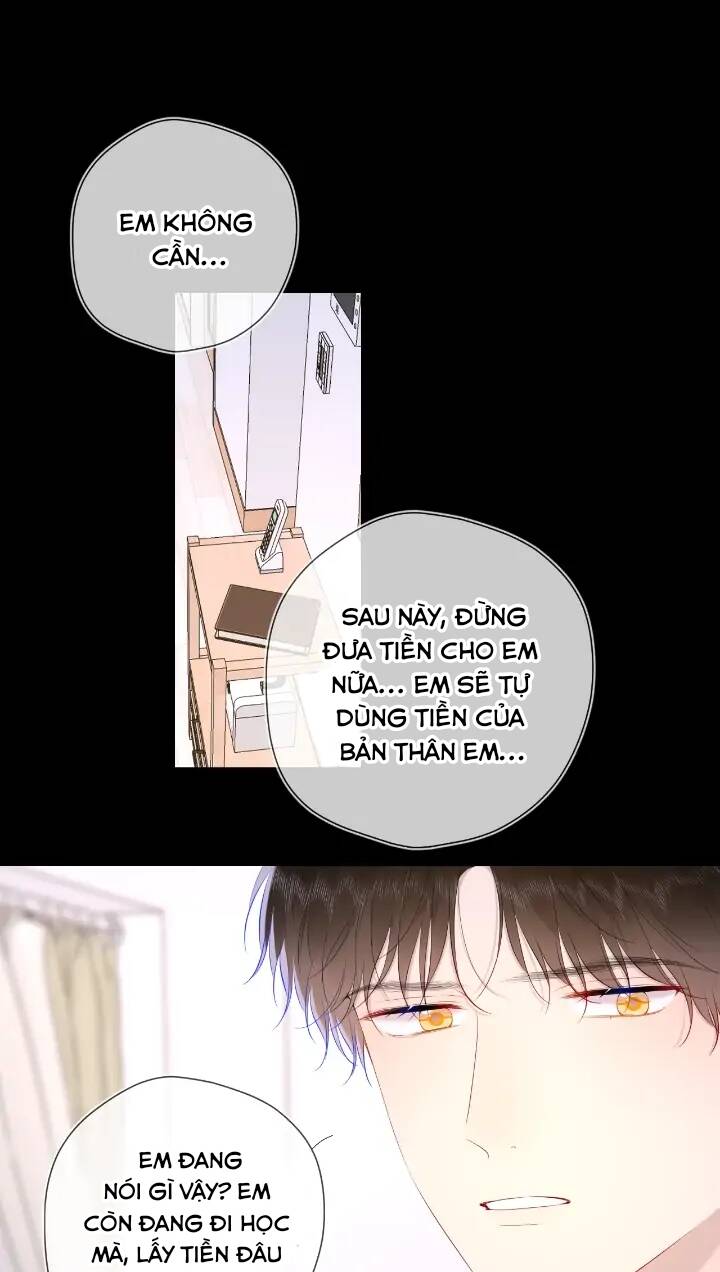 EM KHÔNG
CẦN...
SAU NÀY, ĐỪNG
ĐƯA TIỀN CHO EM
NỮA... EM SẼ TỰ
DÙNG TIỀN CỦA
BẢN THÂN EM...
EM ĐANG
NÓI GÌ VẬY? EM
CÒN ĐANG ĐI HỌC
MÀ, LẤY TIỀN ĐÂU